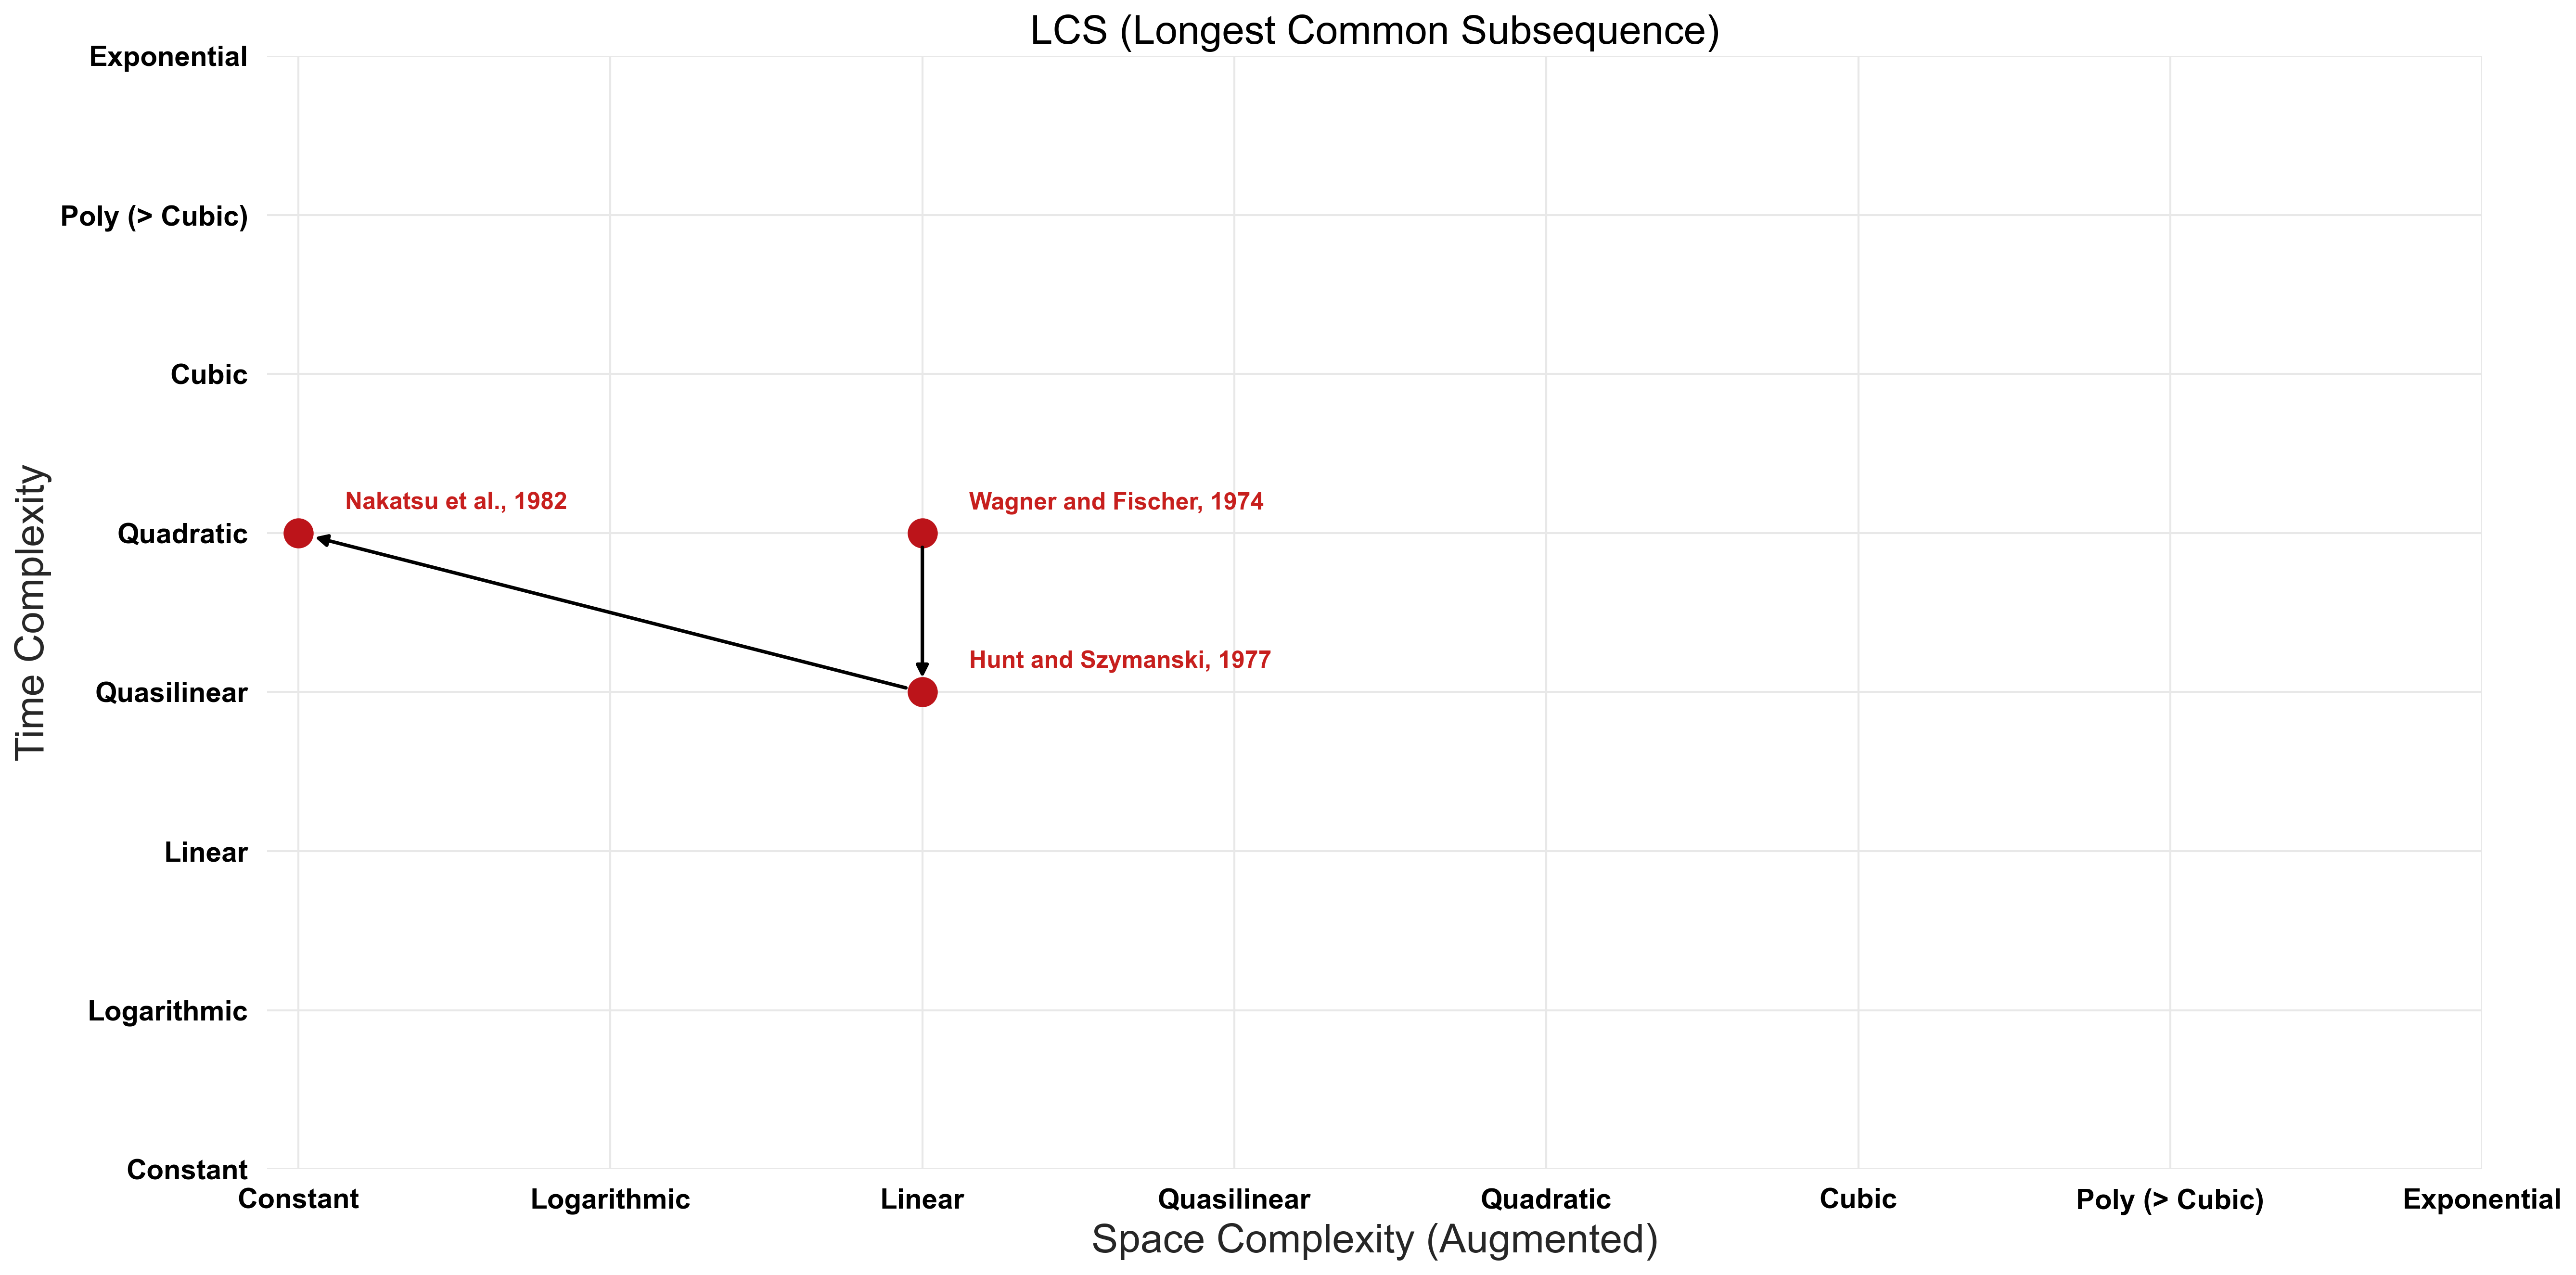 LCS (Longest Common Subsequence)
Exponential
Poly (> Cubic)
Cubic
Quadratic
Quasilinear
Linear
Logarithmic
Constant
Time Complexity
Nakatsu et al., 1982
Wagner and Fischer, 1974
Hunt and Szymanski, 1977
Constant
Logarithmic
Linear
Quasilinear
Quadratic
Cubic
Poly (> Cubic)
Exponential
Space Complexity (Augmented)